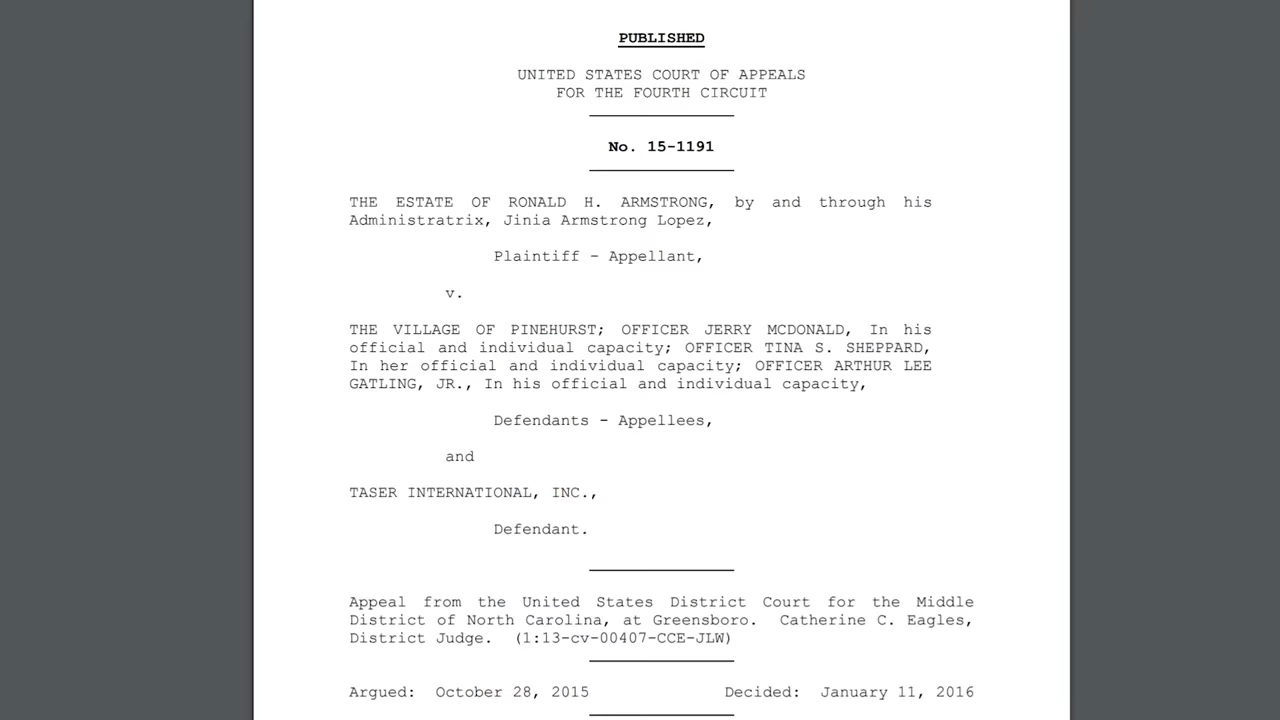 PUBLISHED
UNITED STATES COURT OF APPEALS
FOR THE FOURTH CIRCUIT
No. 15-1191
THE ESTATE OF RONALD H. ARMSTRONG, by and through his
Administratrix, Jinia Armstrong Lopez,
Plaintiff - Appellant,
v.
THE VILLAGE OF PINEHURST; OFFICER JERRY MCDONALD, In his
official and individual capacity; OFFICER TINA S. SHEPPARD,
In her official and individual capacity; OFFICER ARTHUR LEE
GATLING, JR., In his official and individual capacity,
Defendants - Appellees,
and
TASER INTERNATIONAL, INC.,
Defendant.
Appeal from the United States District Court for the Middle
District of North Carolina, at Greensboro. Catherine C. Eagles,
District Judge. (1:13-cv-00407-CCE-JLW)
Argued: October 28, 2015 Decided: January 11, 2016